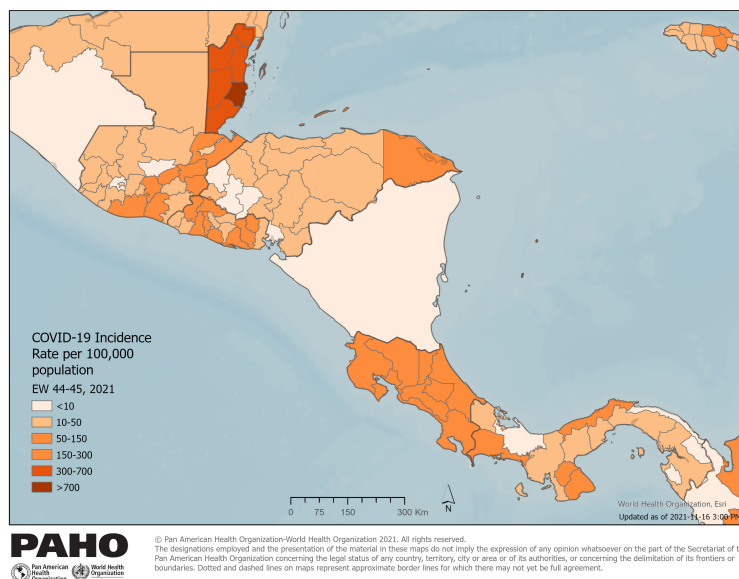 COVID-19 Incidence
Rate per 100,000
population
EW 44-45, 2021
<10
10-50
50-150
150-300
300-700
>700
0 75 150 300 Km
N
World Health Organization, Esri
Updated as of 2021-11-16 3:00 PM
PAHO
Pan American
Health
Organization
World Health
Organization
© Pan American Health Organization-World Health Organization 2021. All rights reserved.
The designations employed and the presentation of the material in these maps do not imply the expression of any opinion whatsoever on the part of the Secretariat of t
Pan American Health Organization concerning the legal status of any country, territory, city or area or of its authorities, or concerning the delimitation of its frontiers or
boundaries. Dotted and dashed lines on maps represent approximate border lines for which there may not yet be full agreement.